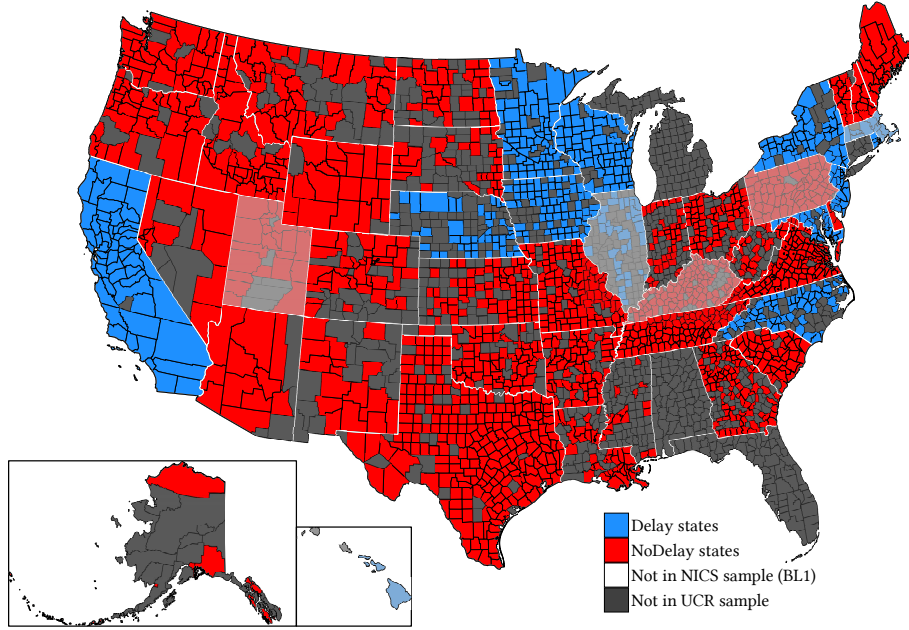 Delay states
NoDelay states
Not in NICS sample (BL1)
Not in UCR sample